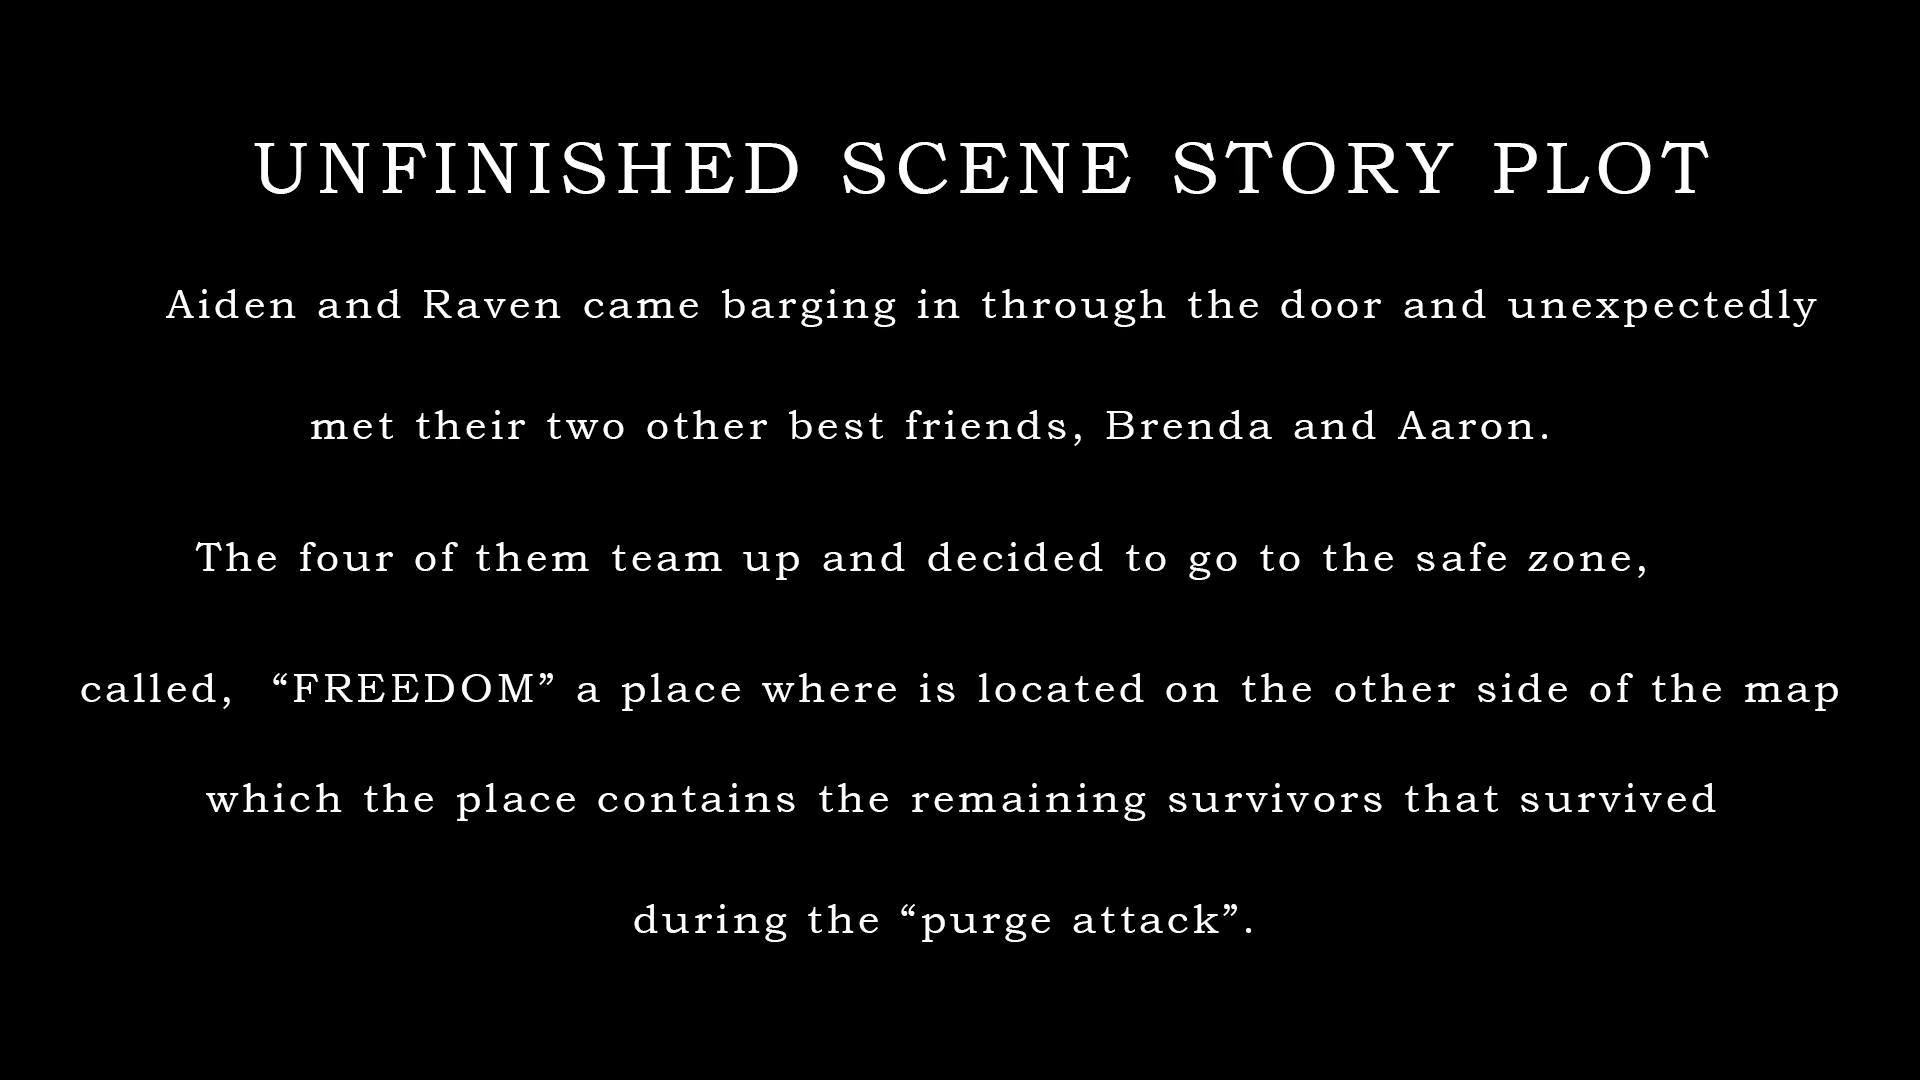 UNFINISHED SCENE STORY PLOT
Aiden and Raven came barging in through the door and unexpectedly
met their two other best friends, Brenda and Aaron.
The four of them team up and decided to go to the safe zone,
called, “FREEDOM” a place where is located on the other side of the map
which the place contains the remaining survivors that survived
during the “purge attack”.